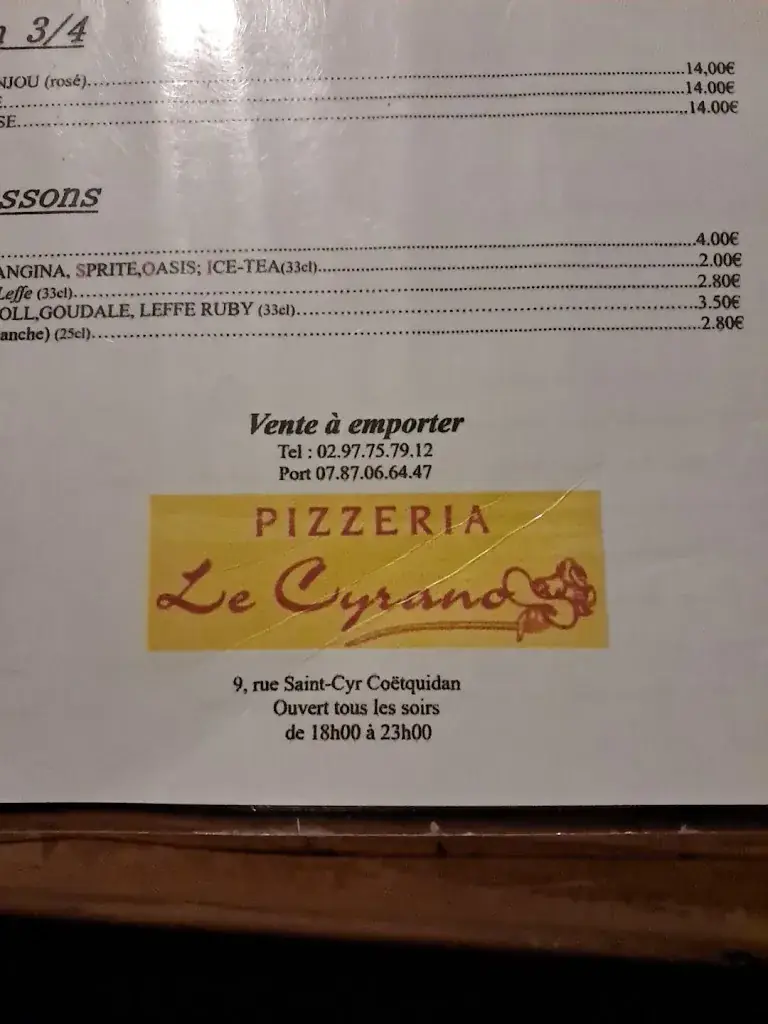 3/4
NJOU (rosé)..........14,00€
..........14.00€
SE..........14.00€
ssons
..........4.00€
ANGINA, SPRITE,OASIS; ICE-TEA(33cl)..........2.00€
Leffe (33cl)..........2.80€
OLL,GOUDALE, LEFFE RUBY (33cl)..........3.50€
anche) (25cl)..........2.80€
Vente à emporter
Tel : 02.97.75.79.12
Port 07.87.06.64.47
PIZZERIA
Le Cyrano
9, rue Saint-Cyr Coëtquidan
Ouvert tous les soirs
de 18h00 à 23h00